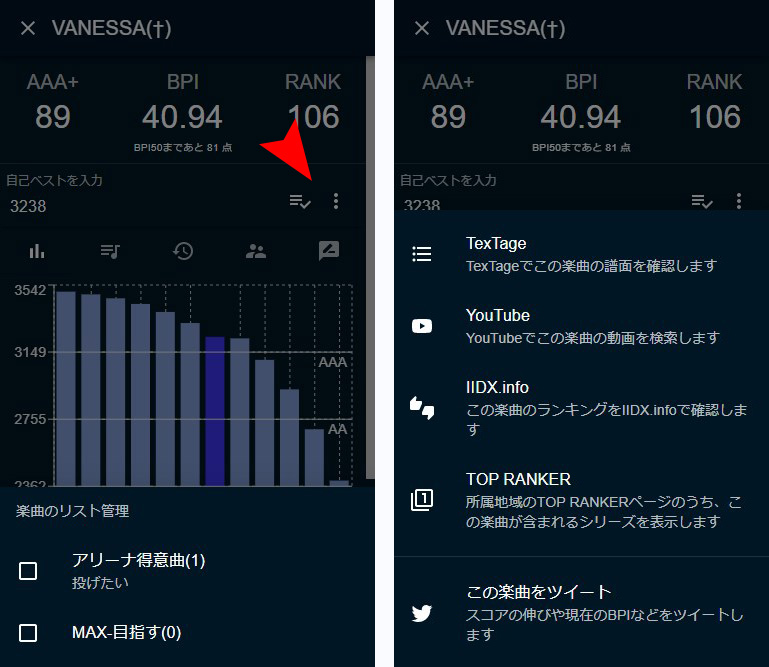 VANESSA(†)
AAA+
BPI
RANK
89
40.94
106
BPI50まであと 81 点
自己ベストを入力
3238
3542
3149
AAA
2755
AA
2362
楽曲のリスト管理
アリーナ得意曲(1)
投げたい
MAX-目指す(0)
VANESSA(†)
AAA+
BPI
RANK
89
40.94
106
BPI50まであと 81 点
自己ベストを入力
3238
TexTage
TexTageでこの楽曲の譜面を確認します
YouTube
YouTubeでこの楽曲の動画を検索します
IIDX.info
この楽曲のランキングをIIDX.infoで確認しま
す
1
TOP RANKER
所属地域のTOP RANKERページのうち、こ
の楽曲が含まれるシリーズを表示します
この楽曲をツイート
スコアの伸びや現在のBPIなどをツイートし
ます